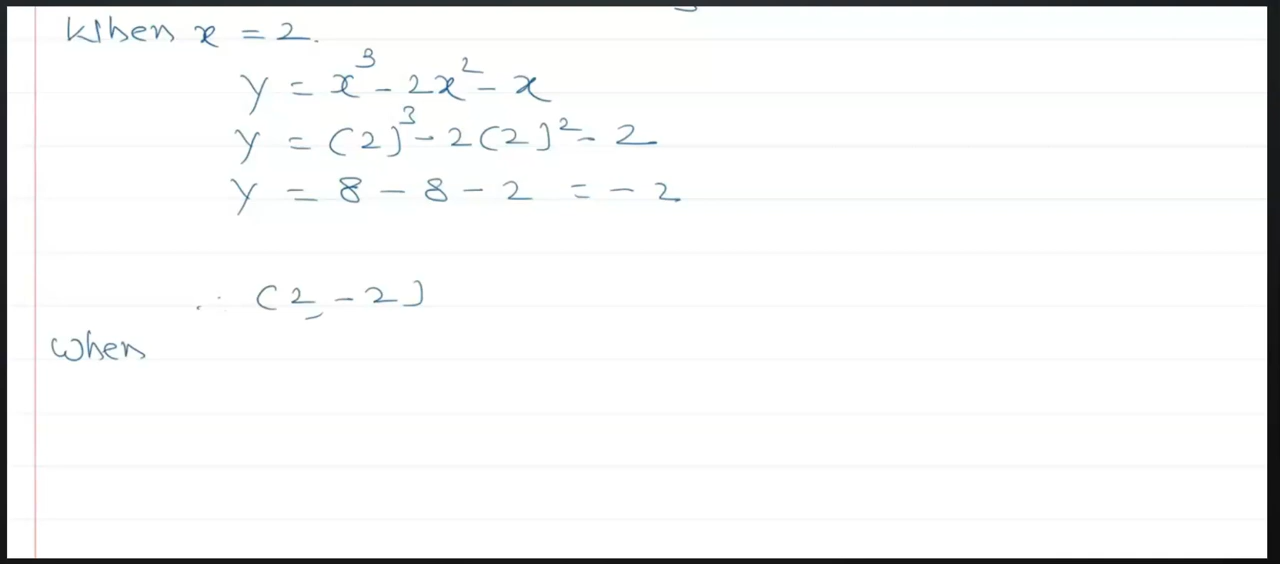 When x = 2.
y = x³ - 2x² - x
y = (2)³ - 2(2)² - 2
y = 8 - 8 - 2 = - 2
∴ (2, -2)
When